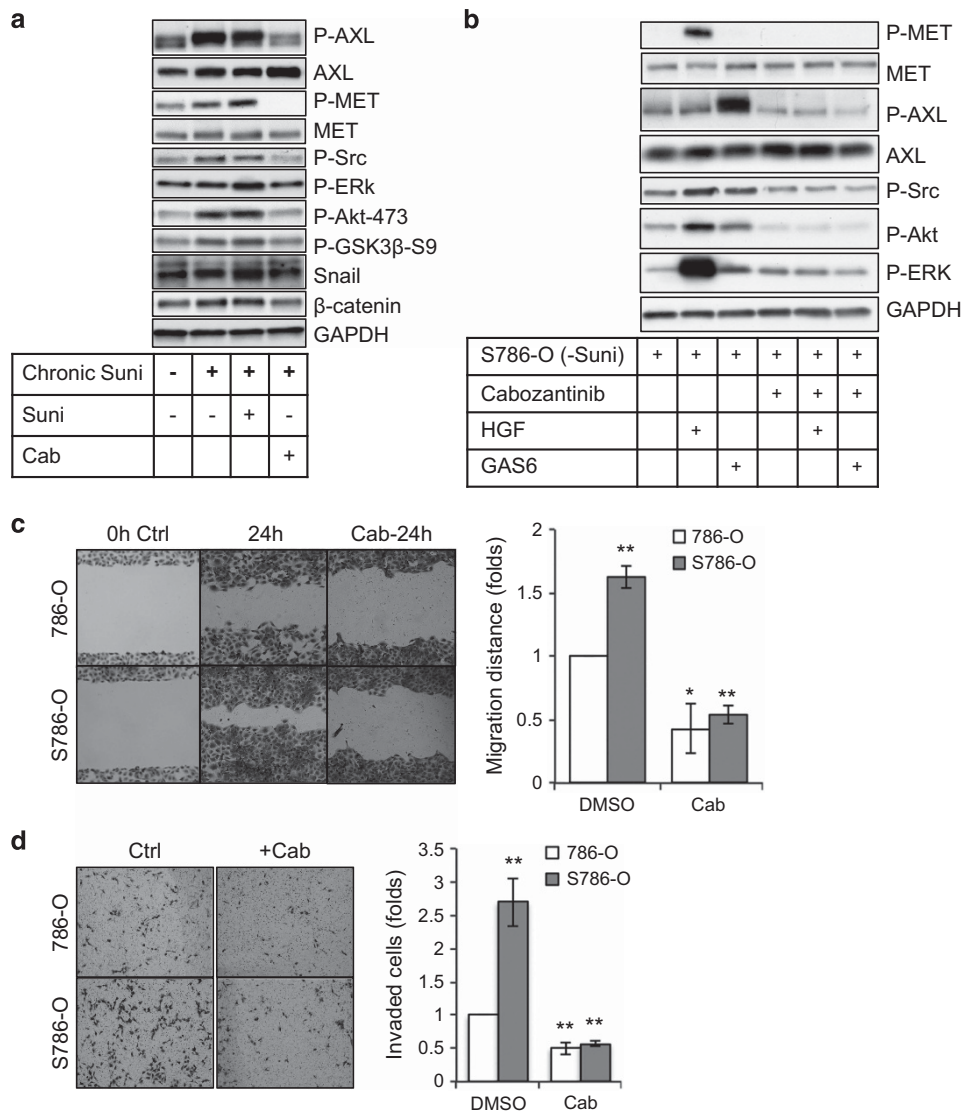 a
P-AXL
AXL
P-MET
MET
P-Src
P-ERk
P-Akt-473
P-GSK3β-S9
Snail
β-catenin
GAPDH
Chronic Suni - + + +
Suni - - + -
Cab +
b
P-MET
MET
P-AXL
AXL
P-Src
P-Akt
P-ERK
GAPDH
S786-O (-Suni) + + + + + +
Cabozantinib + + +
HGF + +
GAS6 + +
c
0h Ctrl 24h Cab-24h
786-O
S786-O
Migration distance (folds)
2
1.5
1
0.5
0
** * **
786-O
S786-O
DMSO Cab
d
Ctrl +Cab
786-O
S786-O
Invaded cells (folds)
3.5
3
2.5
2
1.5
1
0.5
0
** ** **
786-O
S786-O
DMSO Cab